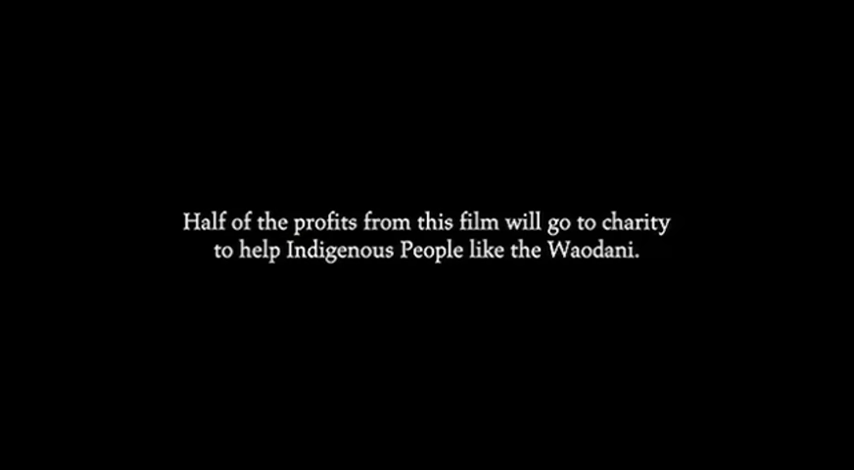 Half of the profits from this film will go to charity
to help Indigenous People like the Waodani.